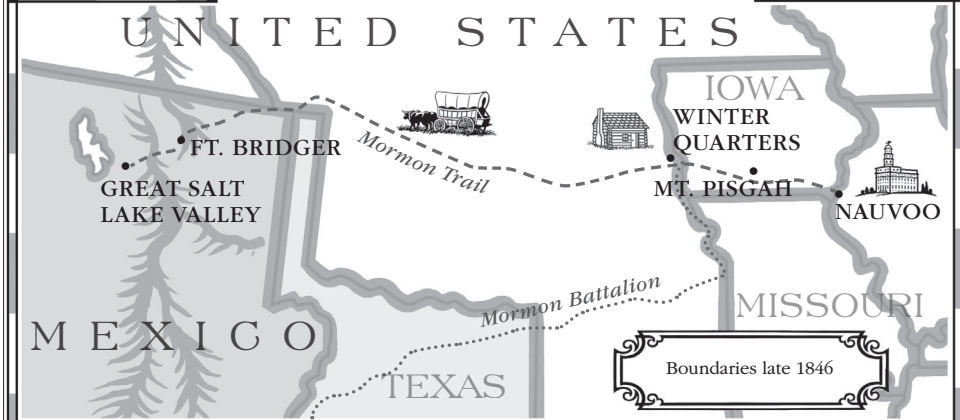 UNITED STATES
IOWA
WINTER
QUARTERS
FT. BRIDGER
Mormon Trail
GREAT SALT
LAKE VALLEY
MT. PISGAH
NAUVOO
Mormon Battalion
MISSOURI
MEXICO
TEXAS
Boundaries late 1846